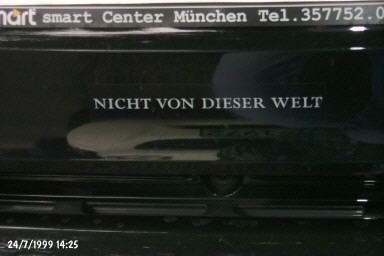 smart smart Center München Tel.357752.0
NICHT VON DIESER WELT
24/7/1999 14:25